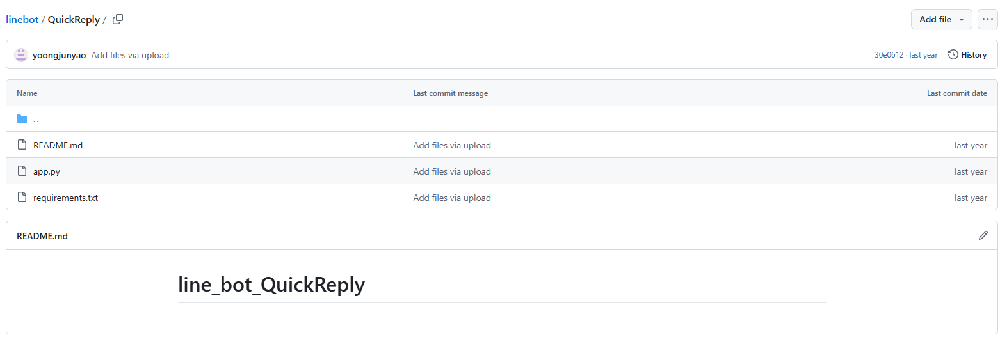 linebot / QuickReply /
Add file
yoongjunyao Add files via upload
30e0612 · last year
History
Name Last commit message Last commit date
..
README.md Add files via upload last year
app.py Add files via upload last year
requirements.txt Add files via upload last year
README.md
line_bot_QuickReply